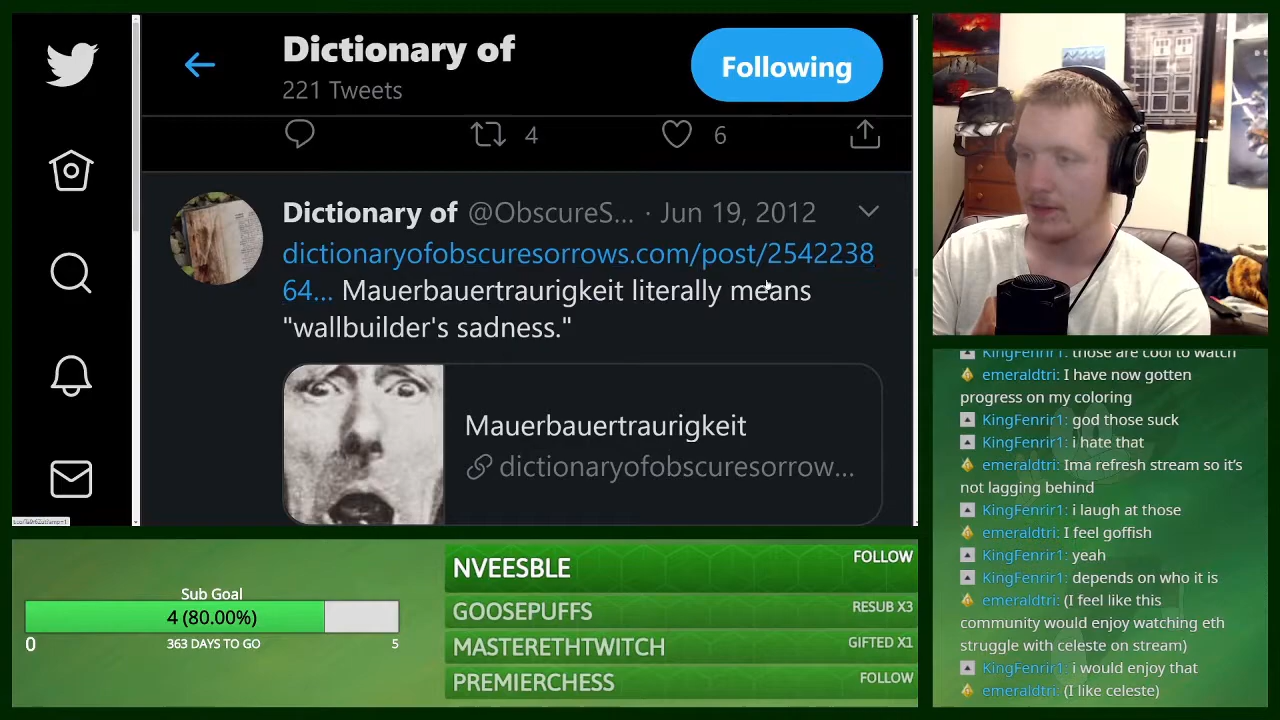 Dictionary of
221 Tweets
Following
4
6
Dictionary of @ObscureS... · Jun 19, 2012
dictionaryofobscuresorrows.com/post/2542238
64... Mauerbauertraurigkeit literally means
"wallbuilder's sadness."
Mauerbauertraurigkeit
dictionaryofobscuresorrow...
Sub Goal
4 (80.00%)
0
363 DAYS TO GO
5
NVEESBLE
FOLLOW
GOOSEPUFFS
RESUB X3
MASTERETHTWITCH
GIFTED X1
PREMIERCHESS
FOLLOW
KingFenrir1: those are cool to watch
emeraldtri: I have now gotten
progress on my coloring
KingFenrir1: god those suck
KingFenrir1: i hate that
emeraldtri: Ima refresh stream so it's
not lagging behind
KingFenrir1: i laugh at those
emeraldtri: I feel goffish
KingFenrir1: yeah
KingFenrir1: depends on who it is
emeraldtri: (I feel like this
community would enjoy watching eth
struggle with celeste on stream)
KingFenrir1: i would enjoy that
emeraldtri: (I like celeste)